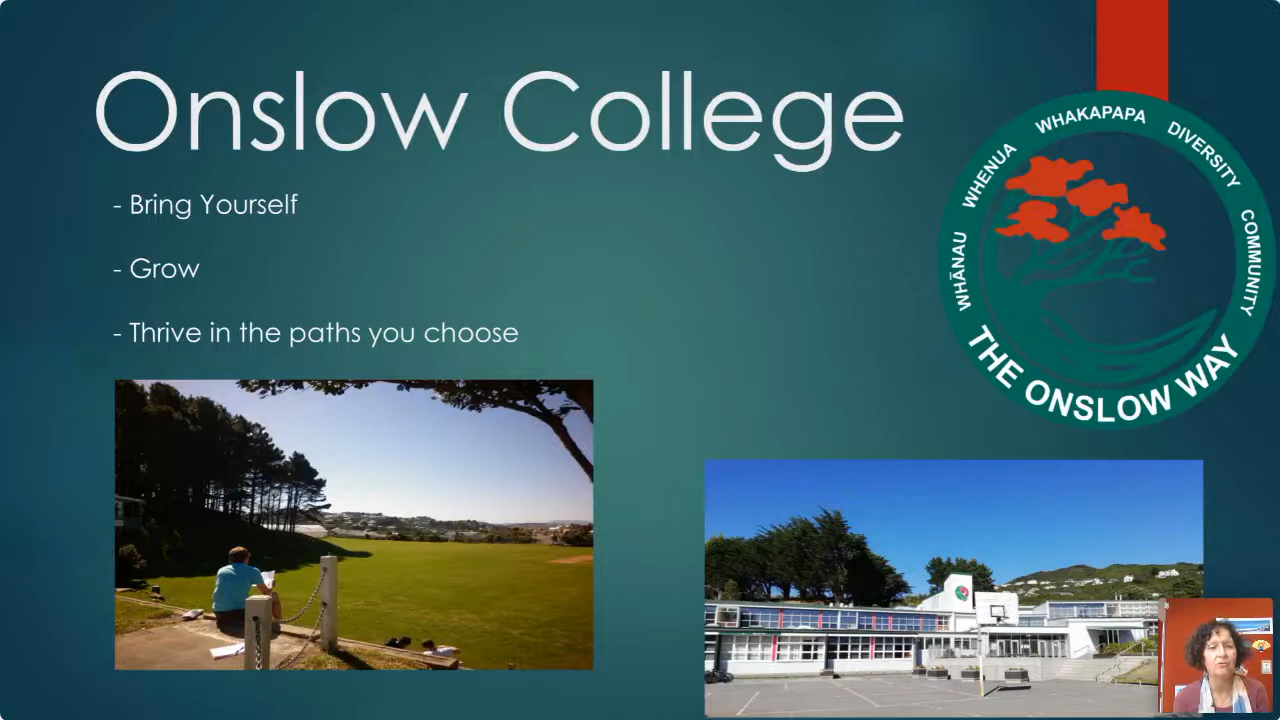 Onslow College
- Bring Yourself
- Grow
- Thrive in the paths you choose
WHĀNAU WHENUA WHAKAPAPA DIVERSITY COMMUNITY
THE ONSLOW WAY